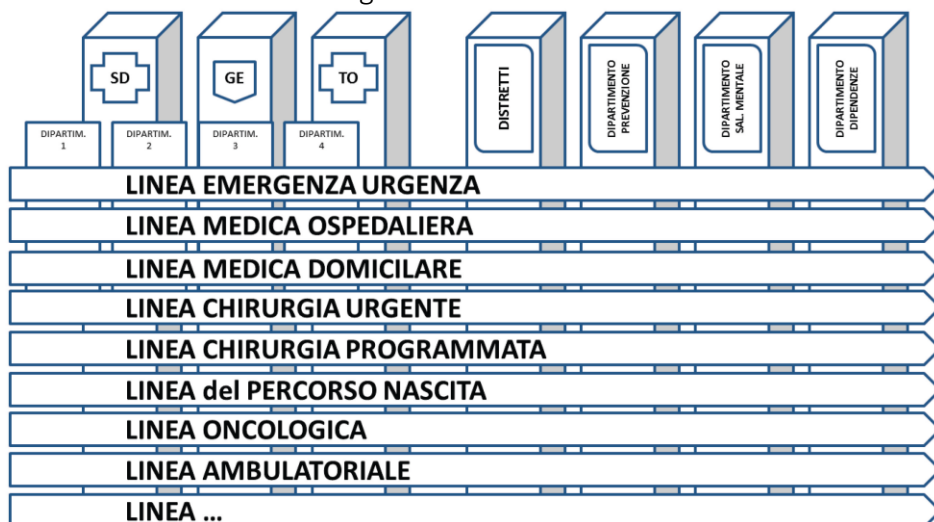 SD
GE
TO
DISTRETTI
DIPARTIMENTO
PREVENZIONE
DIPARTIMENTO
SAL. MENTALE
DIPARTIMENTO
DIPENDENZE
DIPARTIM.
1
DIPARTIM.
2
DIPARTIM.
3
DIPARTIM.
4
LINEA EMERGENZA URGENZA
LINEA MEDICA OSPEDALIERA
LINEA MEDICA DOMICILARE
LINEA CHIRURGIA URGENTE
LINEA CHIRURGIA PROGRAMMATA
LINEA del PERCORSO NASCITA
LINEA ONCOLOGICA
LINEA AMBULATORIALE
LINEA ...